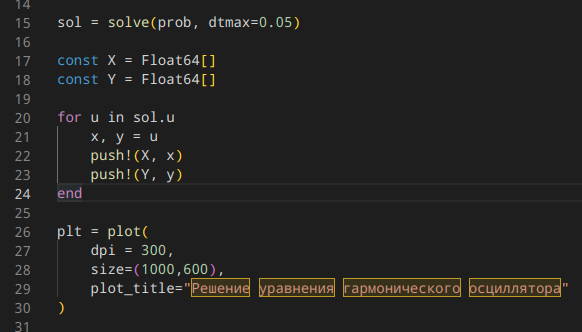 14
15 sol = solve(prob, dtmax=0.05)
16
17 const X = Float64[]
18 const Y = Float64[]
19
20 for u in sol.u
21     x, y = u
22     push!(X, x)
23     push!(Y, y)
24 end
25
26 plt = plot(
27     dpi = 300,
28     size=(1000,600),
29     plot_title="Решение уравнения гармонического осциллятора"
30 )
31